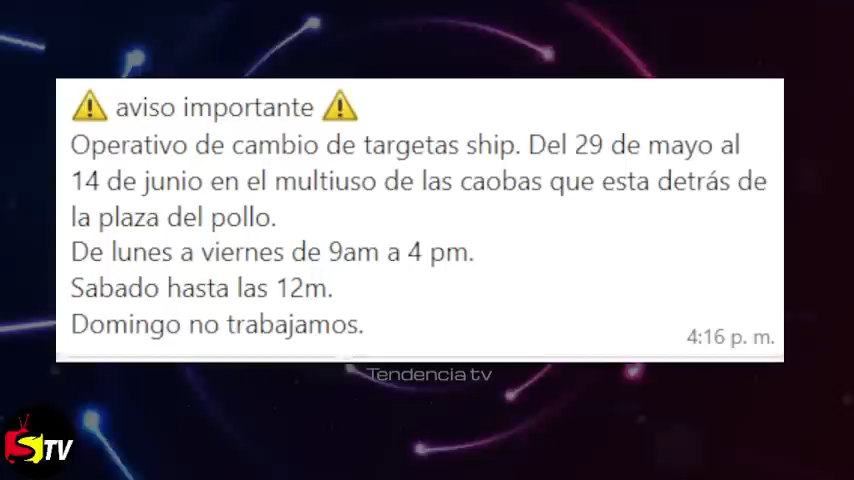 ⚠ aviso importante ⚠
Operativo de cambio de targetas ship. Del 29 de mayo al
14 de junio en el multiuso de las caobas que esta detrás de
la plaza del pollo.
De lunes a viernes de 9am a 4 pm.
Sabado hasta las 12m.
Domingo no trabajamos.
4:16 p. m.
Tendencia tv
STV